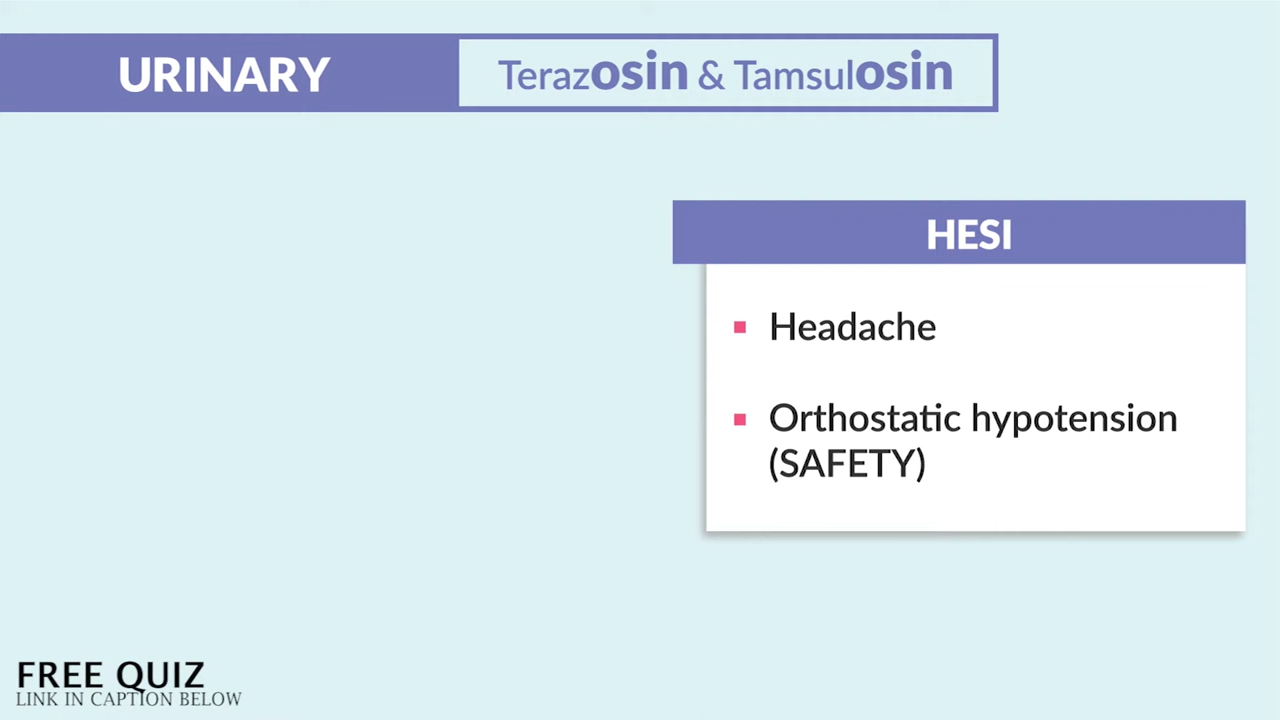 URINARY
Terazosin & Tamsulosin
HESI
▪ Headache
▪ Orthostatic hypotension
(SAFETY)
FREE QUIZ
LINK IN CAPTION BELOW